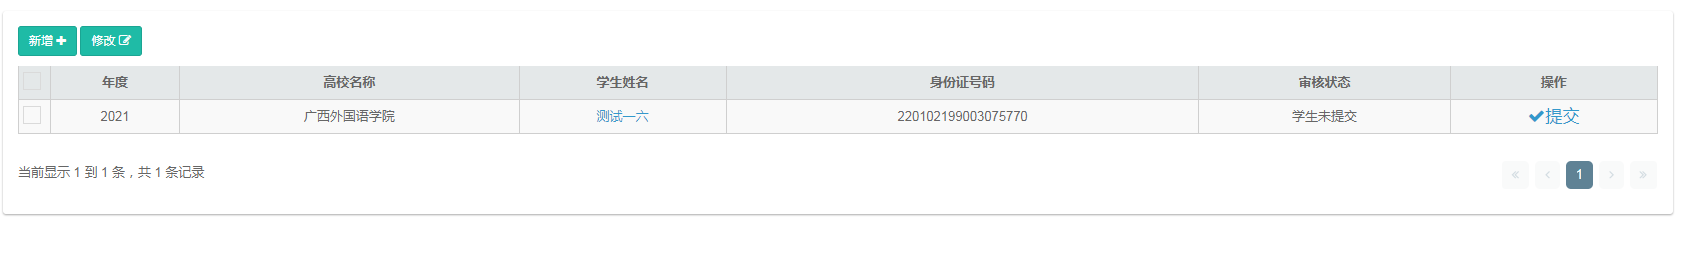 新增 修改
年度 高校名称 学生姓名 身份证号码 审核状态 操作
2021 广西外国语学院 测试一六 220102199003075770 学生未提交 提交
当前显示 1 到 1 条，共 1 条记录 « ‹ 1 › »